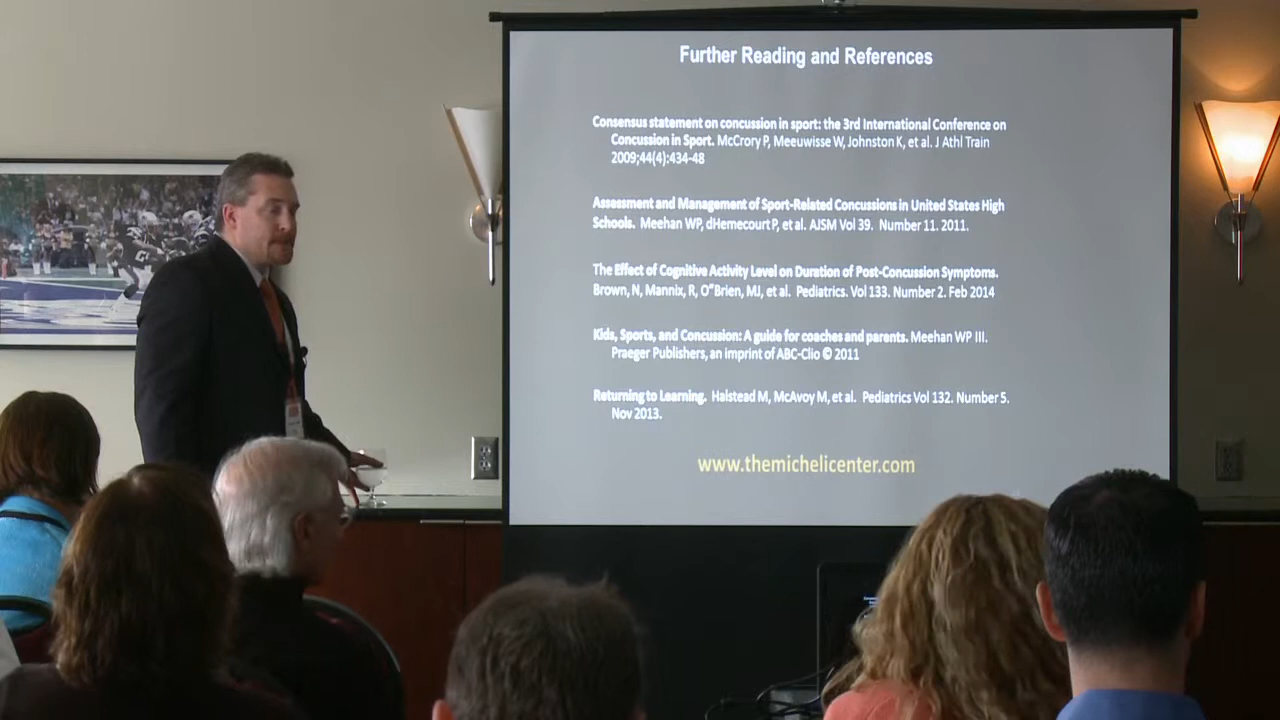 Further Reading and References
Consensus statement on concussion in sport: the 3rd International Conference on
Concussion in Sport. McCrory P, Meeuwisse W, Johnston K, et al. J Athl Train
2009;44(4):434-48
Assessment and Management of Sport-Related Concussions in United States High
Schools. Meehan WP, dHemecourt P, et al. AJSM Vol 39. Number 11. 2011.
The Effect of Cognitive Activity Level on Duration of Post-Concussion Symptoms.
Brown, N, Mannix, R, O"Brien, MJ, et al. Pediatrics. Vol 133. Number 2. Feb 2014
Kids, Sports, and Concussion: A guide for coaches and parents. Meehan WP III.
Praeger Publishers, an imprint of ABC-Clio © 2011
Returning to Learning. Halstead M, McAvoy M, et al. Pediatrics Vol 132. Number 5.
Nov 2013.
www.themichelicenter.com